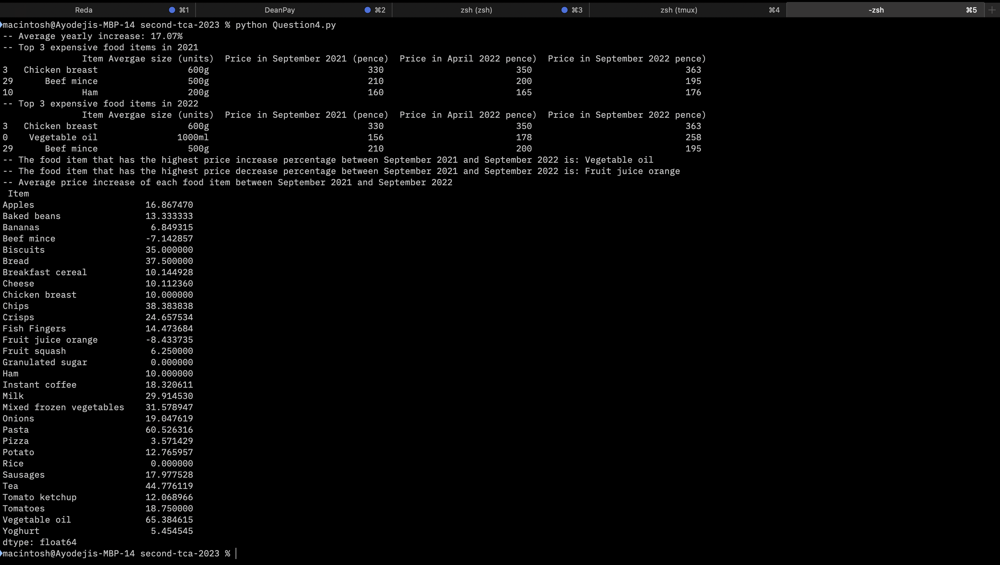 Reda ⌘1 DeanPay ⌘2 zsh (zsh) ⌘3 zsh (tmux) ⌘4 -zsh ⌘5 +
macintosh@Ayodejis-MBP-14 second-tca-2023 % python Question4.py
-- Average yearly increase: 17.07%
-- Top 3 expensive food items in 2021
Item Avergae size (units) Price in September 2021 (pence) Price in April 2022 pence) Price in September 2022 pence)
3 Chicken breast 600g 330 350 363
29 Beef mince 500g 210 200 195
10 Ham 200g 160 165 176
-- Top 3 expensive food items in 2022
Item Avergae size (units) Price in September 2021 (pence) Price in April 2022 pence) Price in September 2022 pence)
3 Chicken breast 600g 330 350 363
0 Vegetable oil 1000ml 156 178 258
29 Beef mince 500g 210 200 195
-- The food item that has the highest price increase percentage between September 2021 and September 2022 is: Vegetable oil
-- The food item that has the highest price decrease percentage between September 2021 and September 2022 is: Fruit juice orange
-- Average price increase of each food item between September 2021 and September 2022
Item
Apples 16.867470
Baked beans 13.333333
Bananas 6.849315
Beef mince -7.142857
Biscuits 35.000000
Bread 37.500000
Breakfast cereal 10.144928
Cheese 10.112360
Chicken breast 10.000000
Chips 38.383838
Crisps 24.657534
Fish Fingers 14.473684
Fruit juice orange -8.433735
Fruit squash 6.250000
Granulated sugar 0.000000
Ham 10.000000
Instant coffee 18.320611
Milk 29.914530
Mixed frozen vegetables 31.578947
Onions 19.047619
Pasta 60.526316
Pizza 3.571429
Potato 12.765957
Rice 0.000000
Sausages 17.977528
Tea 44.776119
Tomato ketchup 12.068966
Tomatoes 18.750000
Vegetable oil 65.384615
Yoghurt 5.454545
dtype: float64
macintosh@Ayodejis-MBP-14 second-tca-2023 %